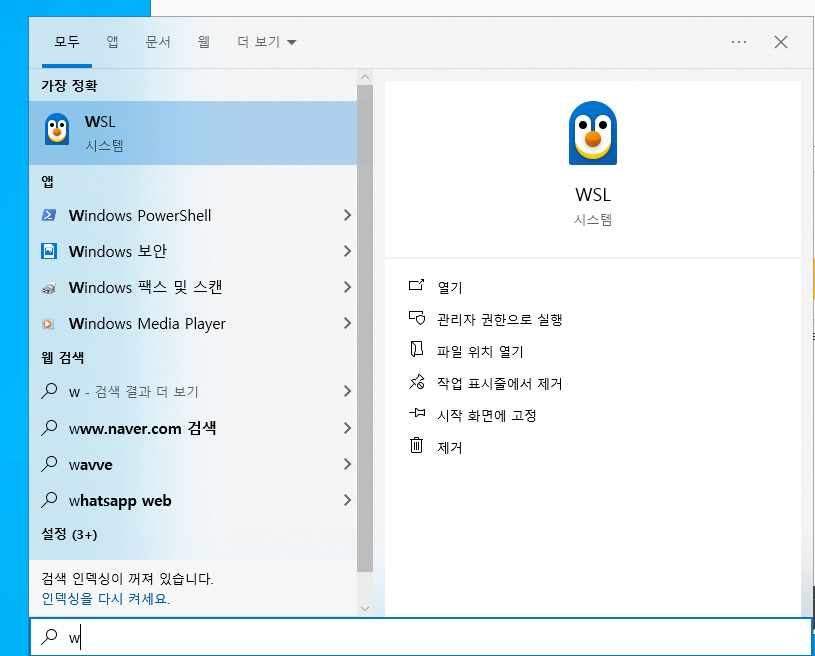 모두 앱 문서 웹 더 보기
가장 정확
WSL
시스템
앱
Windows PowerShell
Windows 보안
Windows 팩스 및 스캔
Windows Media Player
웹 검색
w - 검색 결과 더 보기
www.naver.com 검색
wavve
whatsapp web
설정 (3+)
검색 인덱싱이 꺼져 있습니다.
인덱싱을 다시 켜세요.
WSL
시스템
열기
관리자 권한으로 실행
파일 위치 열기
작업 표시줄에서 제거
시작 화면에 고정
제거
w